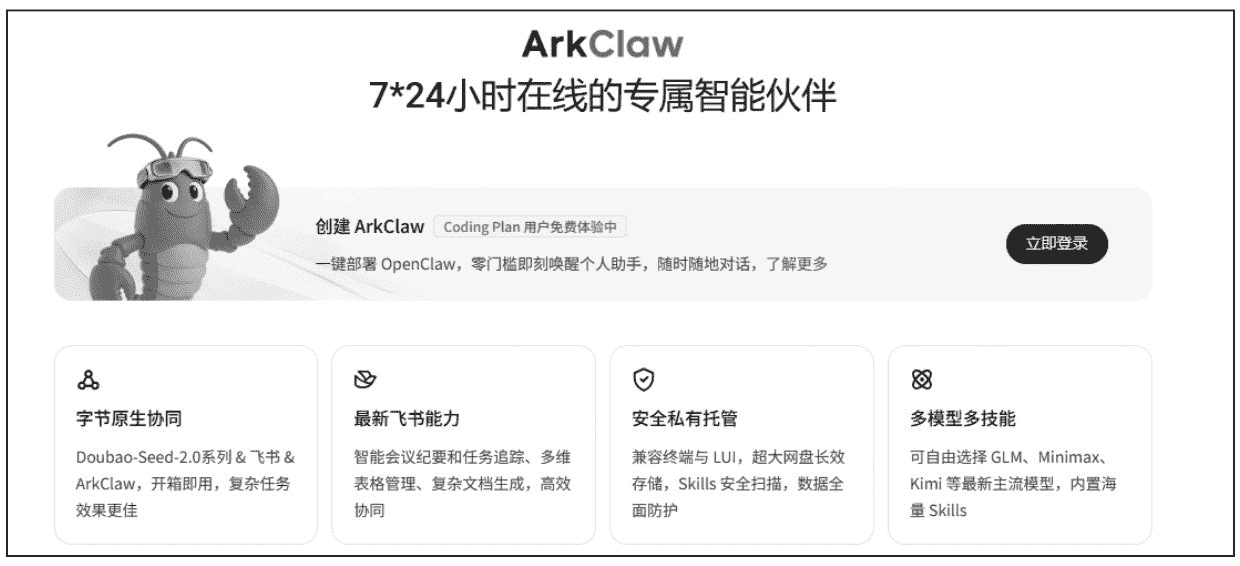 ArkClaw
7*24小时在线的专属智能伙伴
创建 ArkClaw Coding Plan 用户免费体验中
一键部署 OpenClaw，零门槛即刻唤醒个人助手，随时随地对话，了解更多
立即登录
字节原生协同
Doubao-Seed-2.0系列 & 飞书 &
ArkClaw，开箱即用，复杂任务
效果更佳
最新飞书能力
智能会议纪要和任务追踪、多维
表格管理、复杂文档生成，高效
协同
安全私有托管
兼容终端与 LUI，超大网盘长效
存储，Skills 安全扫描，数据全
面防护
多模型多技能
可自由选择 GLM、Minimax、
Kimi 等最新主流模型，内置海
量 Skills